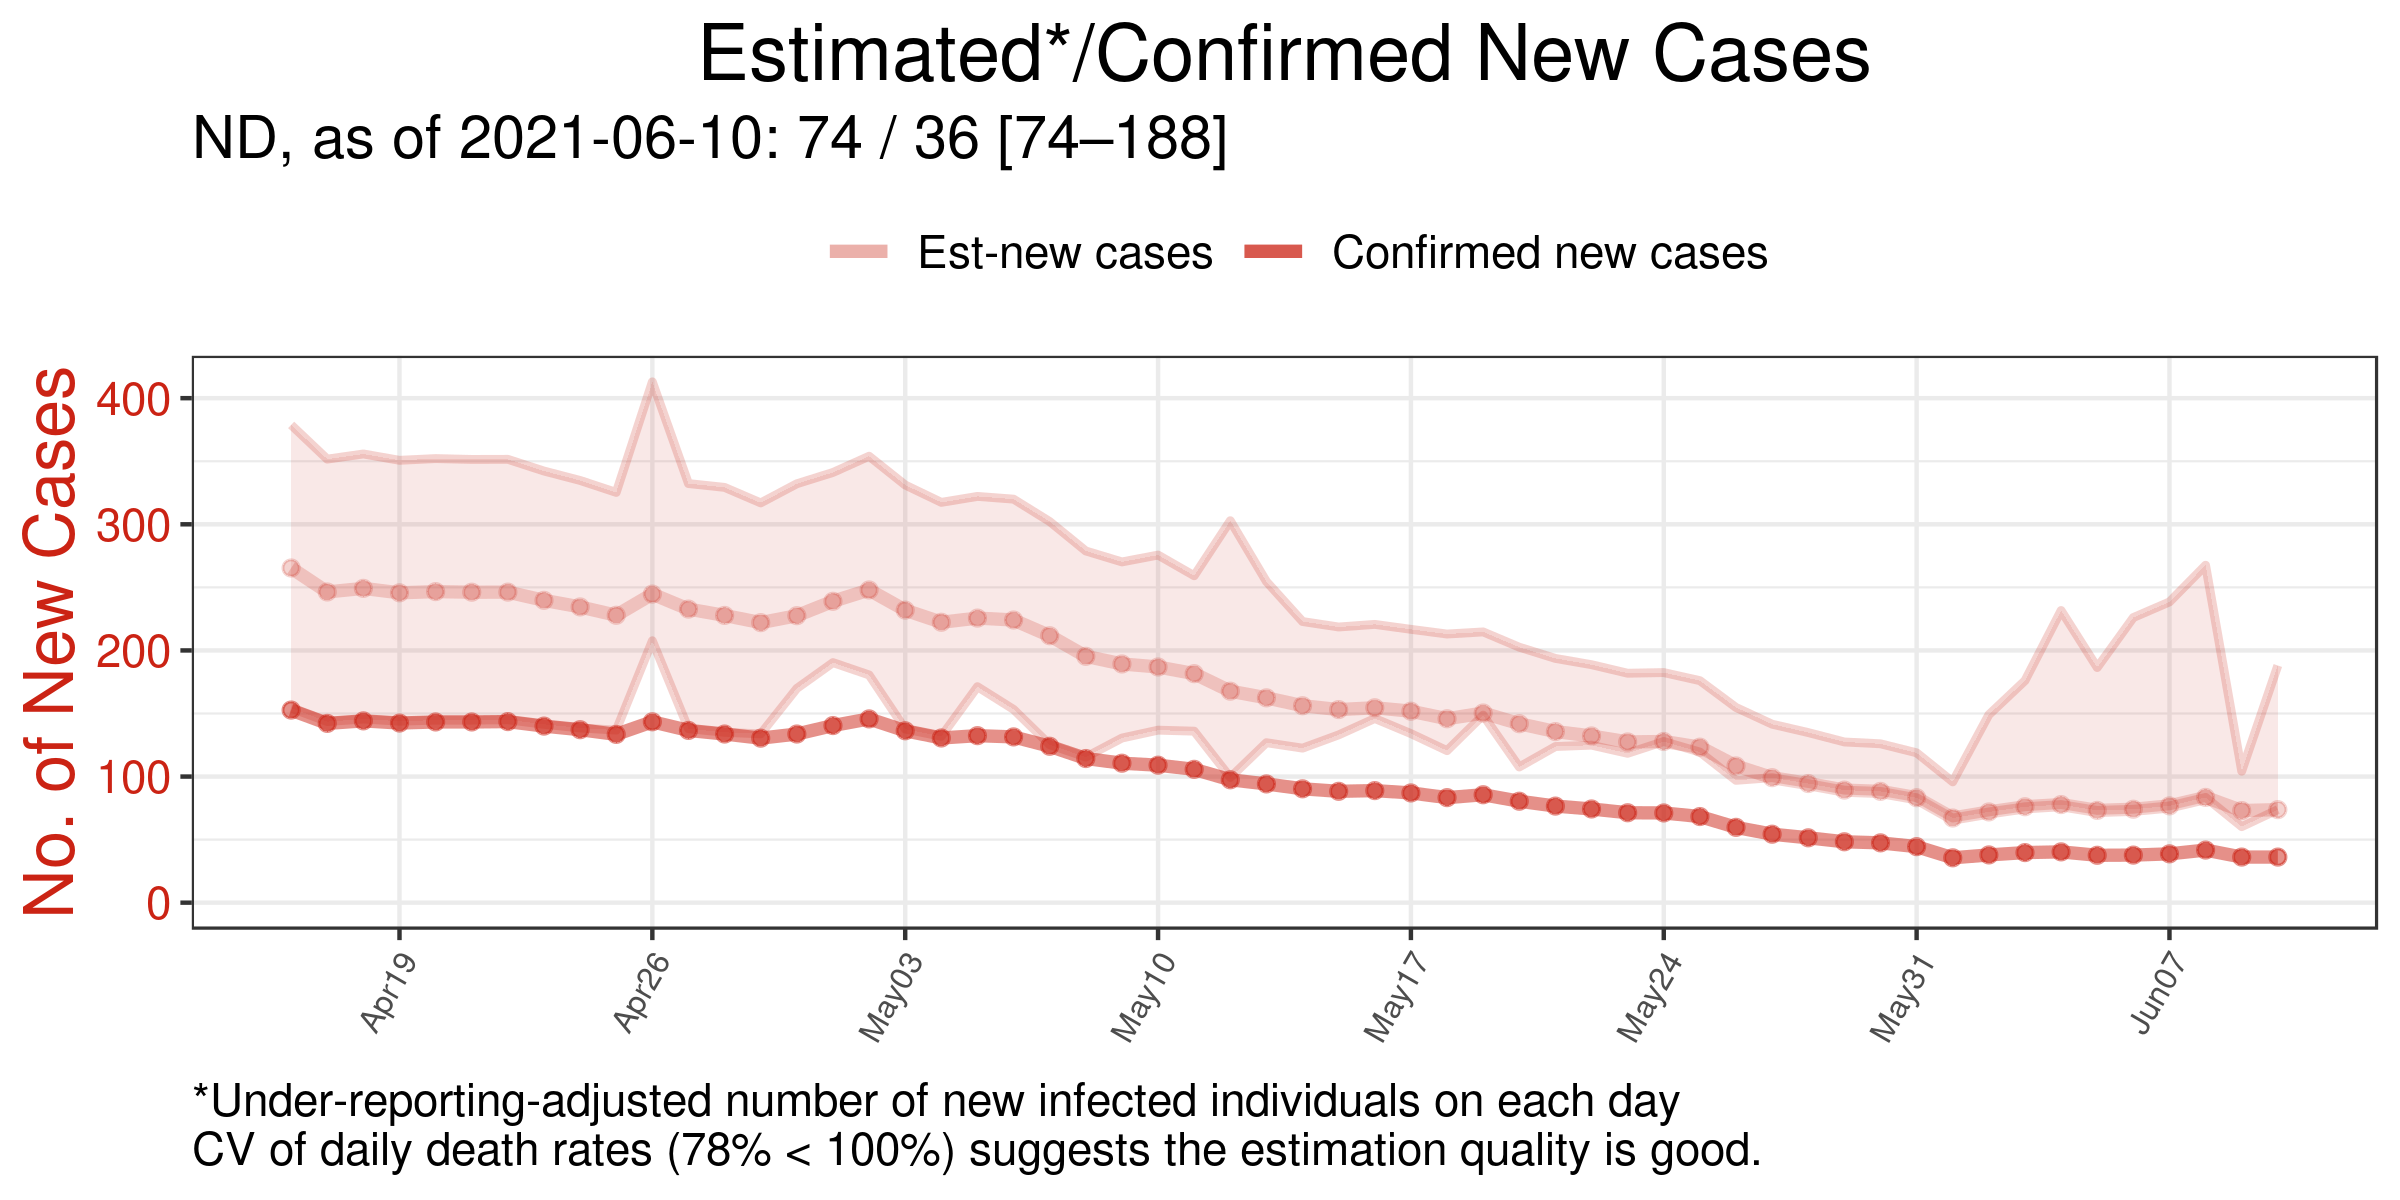 Estimated*/Confirmed New Cases
ND, as of 2021-06-10: 74 / 36 [74–188]
Est-new cases
Confirmed new cases
No. of New Cases
400
300
200
100
0
Apr19
Apr26
May03
May10
May17
May24
May31
Jun07
*Under-reporting-adjusted number of new infected individuals on each day
CV of daily death rates (78% < 100%) suggests the estimation quality is good.